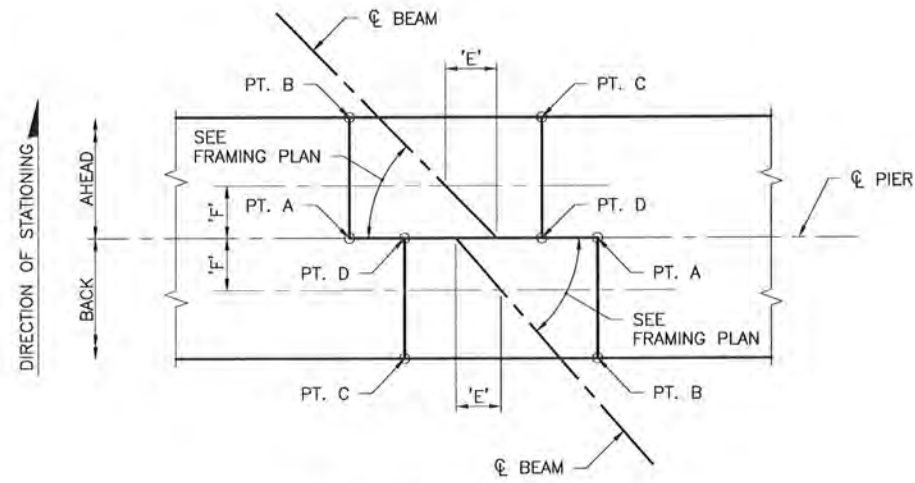 ℄ BEAM
'E'
PT. B
PT. C
SEE
FRAMING PLAN
DIRECTION OF STATIONING
AHEAD
BACK
'F'
'F'
PT. A
PT. D
℄ PIER
PT. D
PT. A
SEE
FRAMING PLAN
PT. C
'E'
PT. B
℄ BEAM